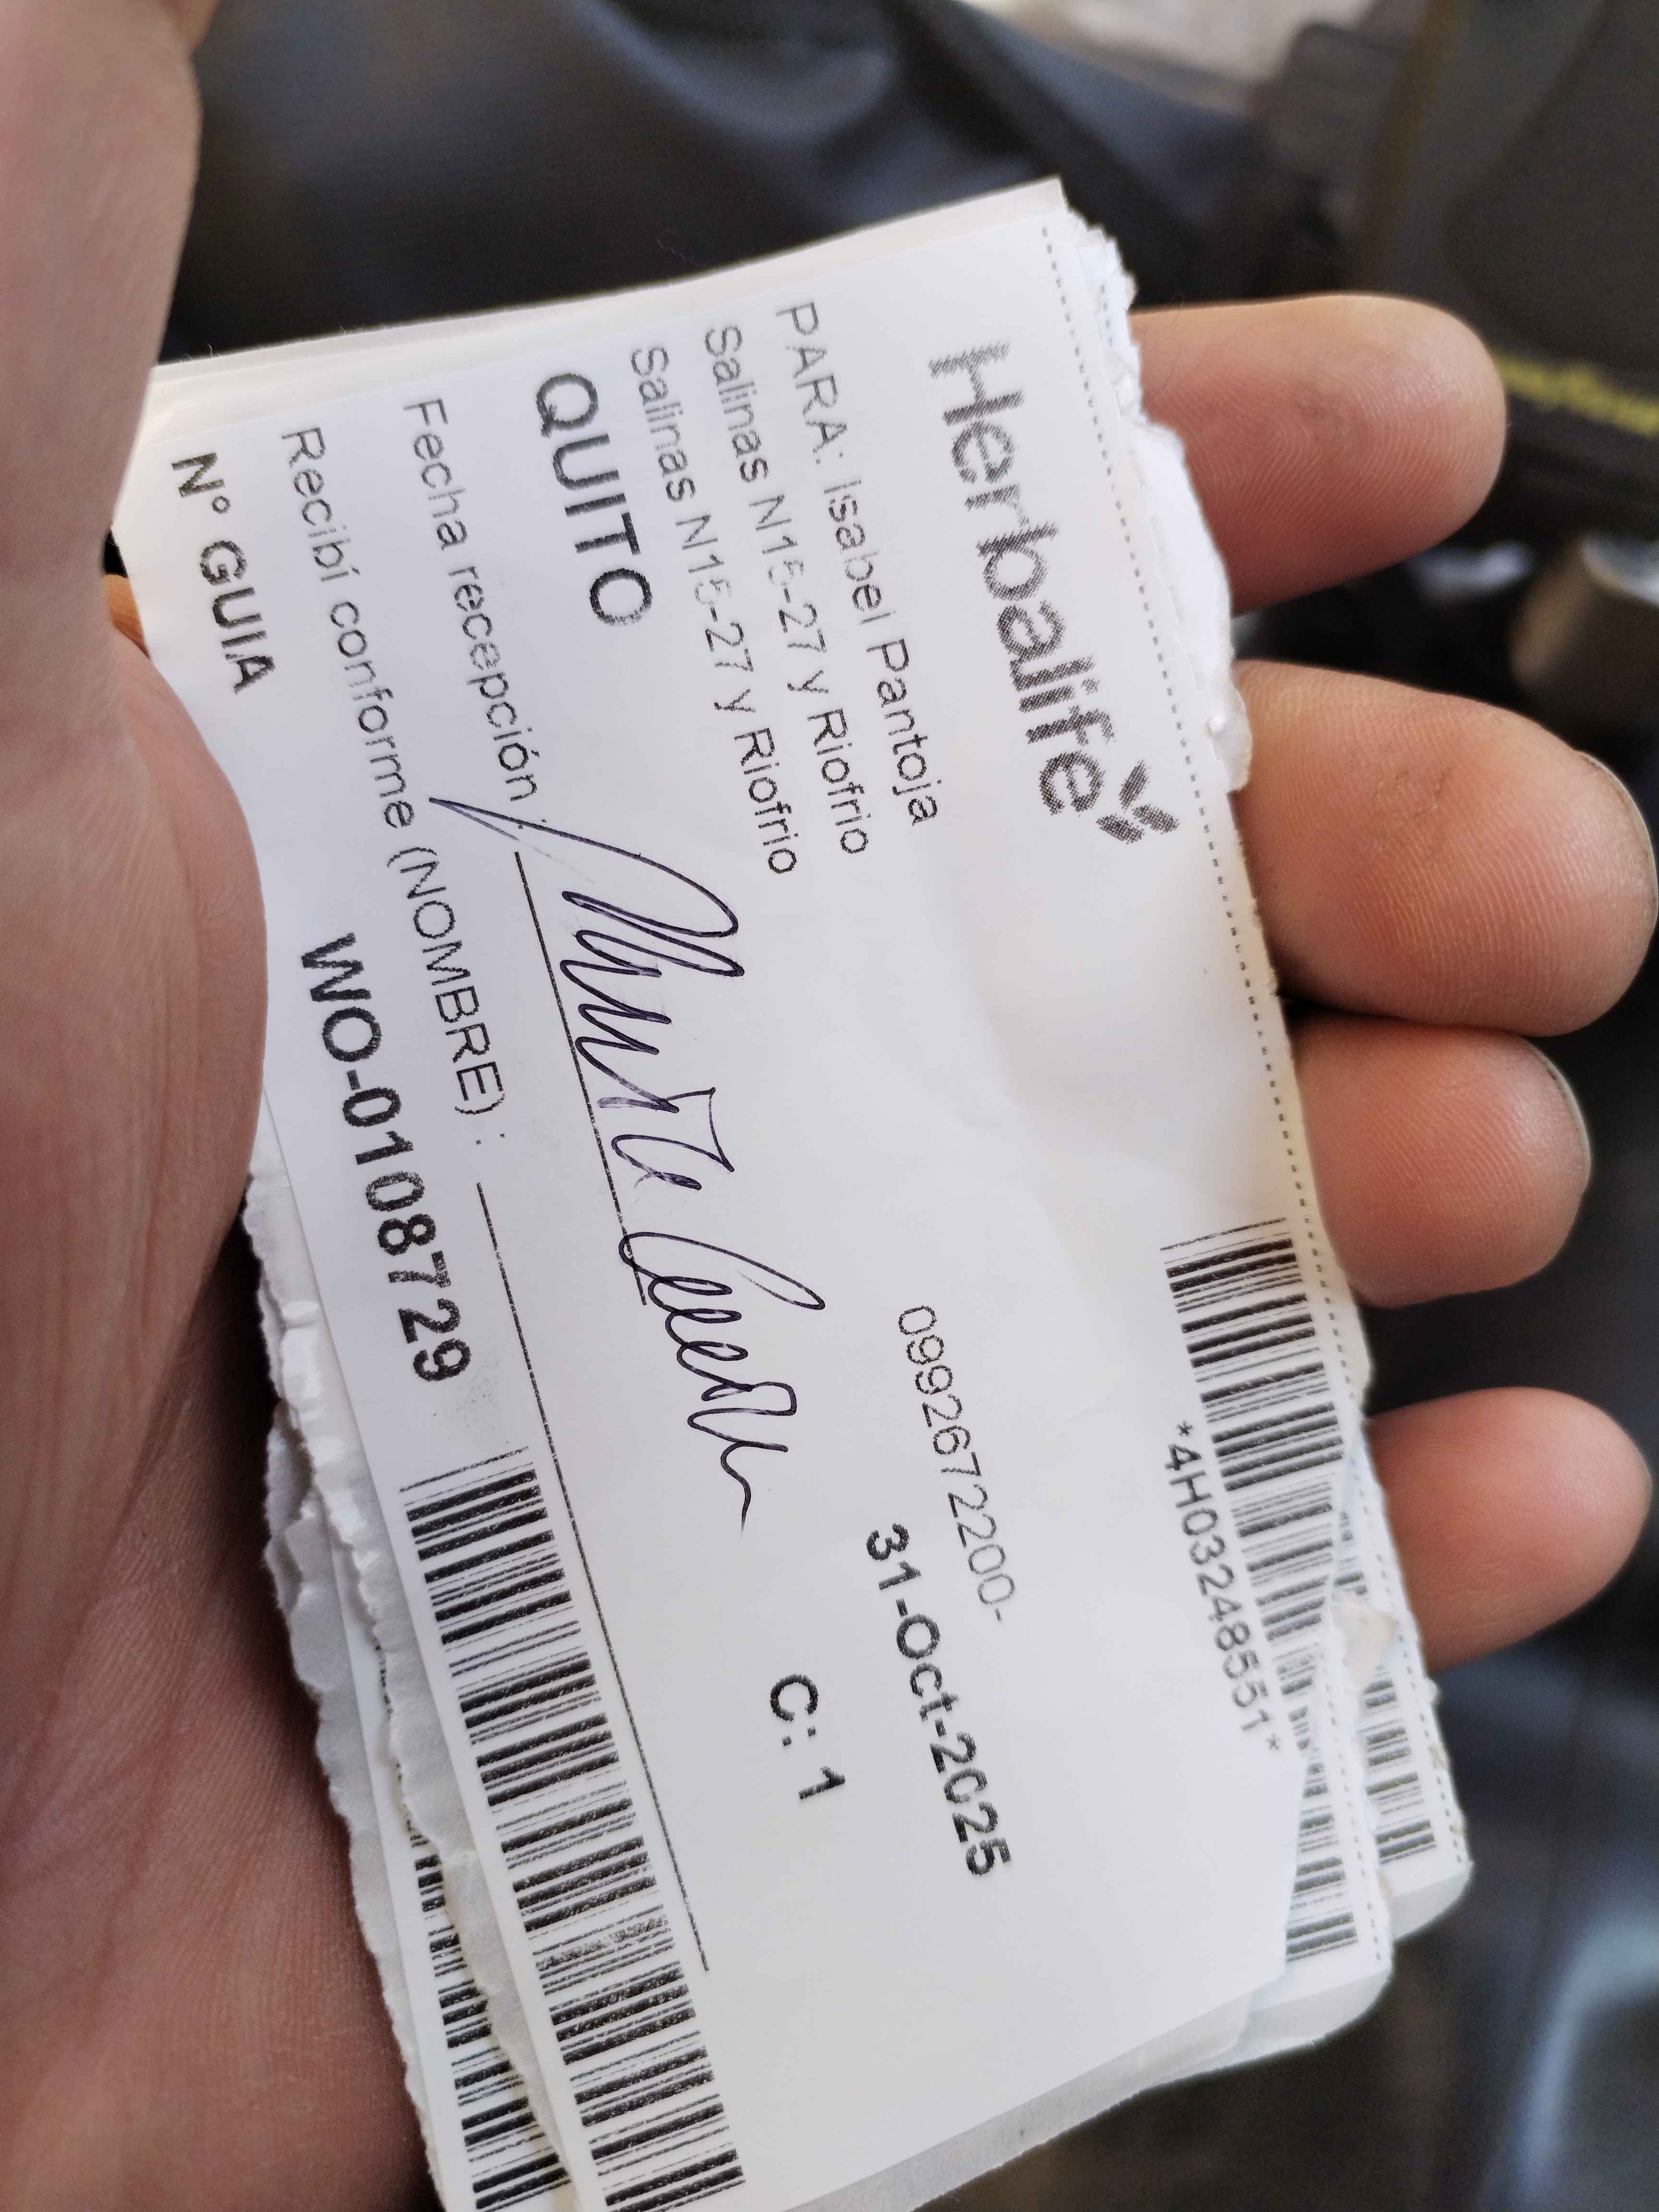 Herbalife
*4H03248551*
PARA: Isabel Pantoja
Salinas N15-27 y Riofrio 0992672200-
Salinas N15-27 y Riofrio 31-Oct-2025
QUITO C: 1
Fecha recepción :
Recibí conforme (NOMBRE) :
N° GUIA WO-0108729